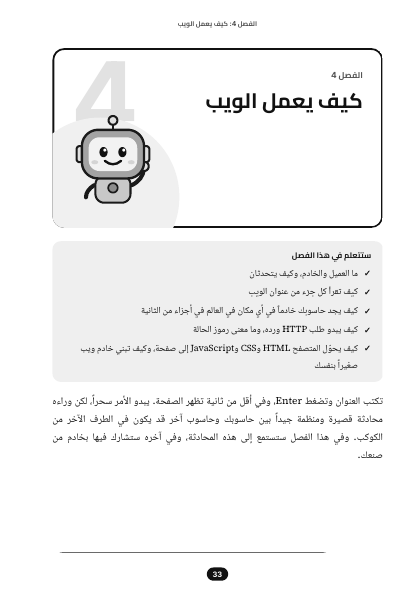 الفصل 4: كيف يعمل الويب
4
الفصل 4
كيف يعمل الويب
ستتعلم في هذا الفصل
✓ ما العميل والخادم، وكيف يتحدثان
✓ كيف تقرأ كل جزء من عنوان الويب
✓ كيف يجد حاسوبك خادماً في أي مكان في العالم في أجزاء من الثانية
✓ كيف يبدو طلب HTTP ورده، وما معنى رموز الحالة
✓ كيف يحوّل المتصفح HTML وCSS وJavaScript إلى صفحة، وكيف تبني خادم ويب
صغيراً بنفسك
تكتب العنوان وتضغط Enter، وفي أقل من ثانية تظهر الصفحة. يبدو الأمر سحراً، لكن وراءه
محادثة قصيرة ومنظمة جيداً بين حاسوبك وحاسوب آخر قد يكون في الطرف الآخر من
الكوكب. وفي هذا الفصل ستستمع إلى هذه المحادثة، وفي آخره ستشارك فيها بخادم من
صنعك.
33